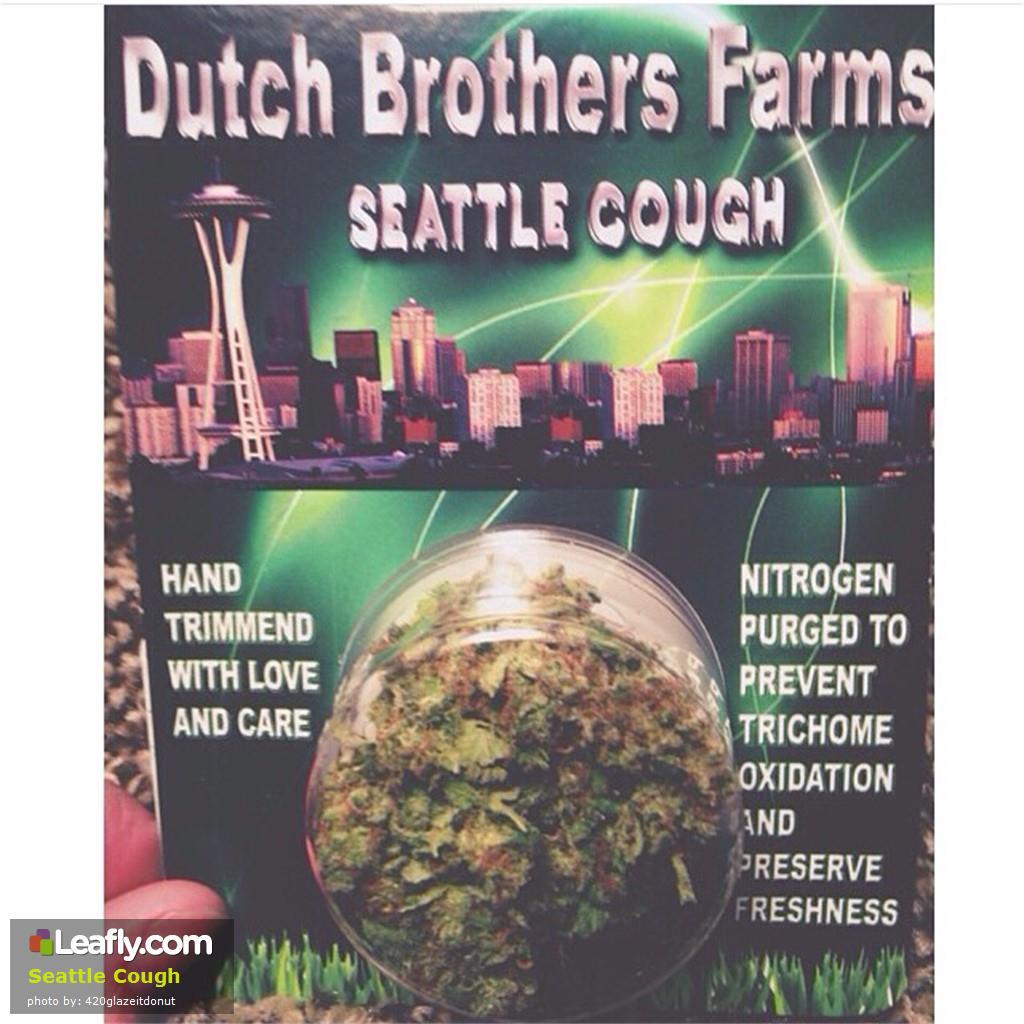 Dutch Brothers Farms
SEATTLE COUGH
HAND
TRIMMEND
WITH LOVE
AND CARE
NITROGEN
PURGED TO
PREVENT
TRICHOME
OXIDATION
AND
PRESERVE
FRESHNESS
Leafly.com
Seattle Cough
photo by: 420glazeitdonut